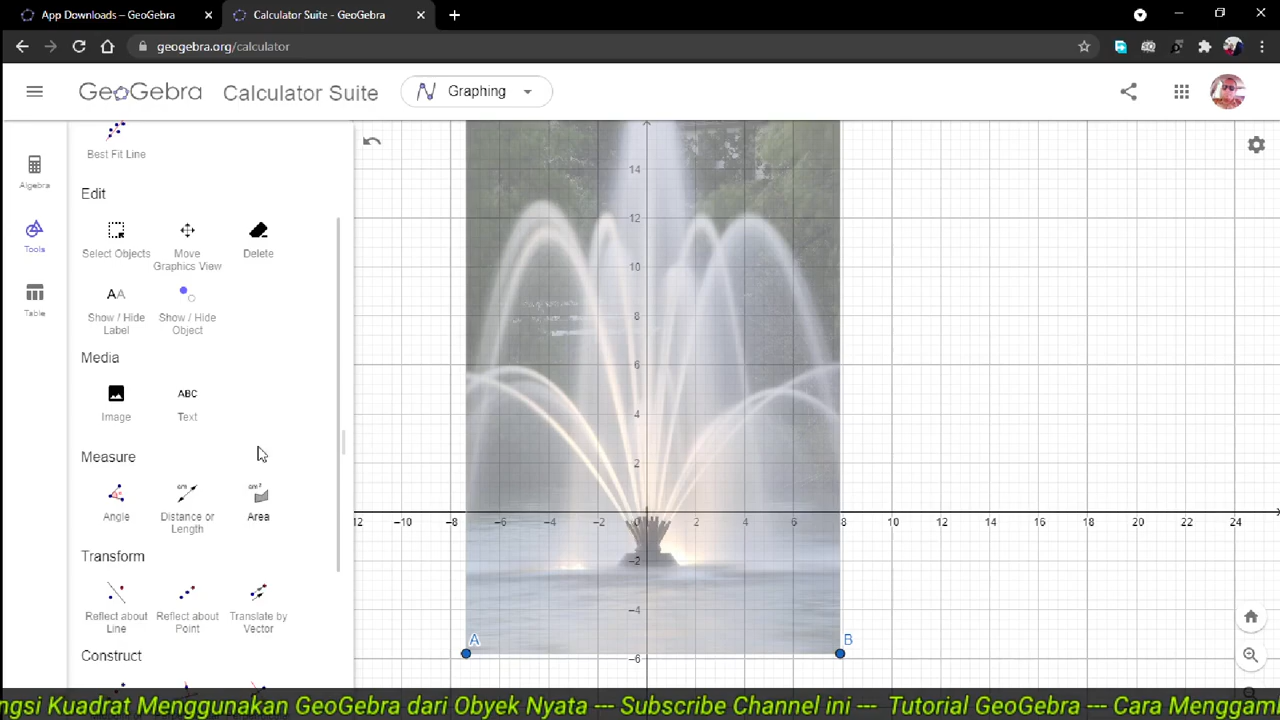 App Downloads – GeoGebra
Calculator Suite - GeoGebra
geogebra.org/calculator
GeoGebra
Calculator Suite
Graphing
Algebra
Tools
Table
Best Fit Line
Edit
Select Objects
Move Graphics View
Delete
AA
Show / Hide Label
Show / Hide Object
Media
Image
ABC
Text
Measure
Angle
Distance or Length
Area
Transform
Reflect about Line
Reflect about Point
Translate by Vector
Construct
14
12
10
8
6
4
2
12 −10 −8 −6 −4 −2 0 2 4 6 8 10 12 14 16 18 20 22 24
−2
−4
−6
A
B
ngsi Kuadrat Menggunakan GeoGebra dari Obyek Nyata --- Subscribe Channel ini --- Tutorial GeoGebra --- Cara Menggam